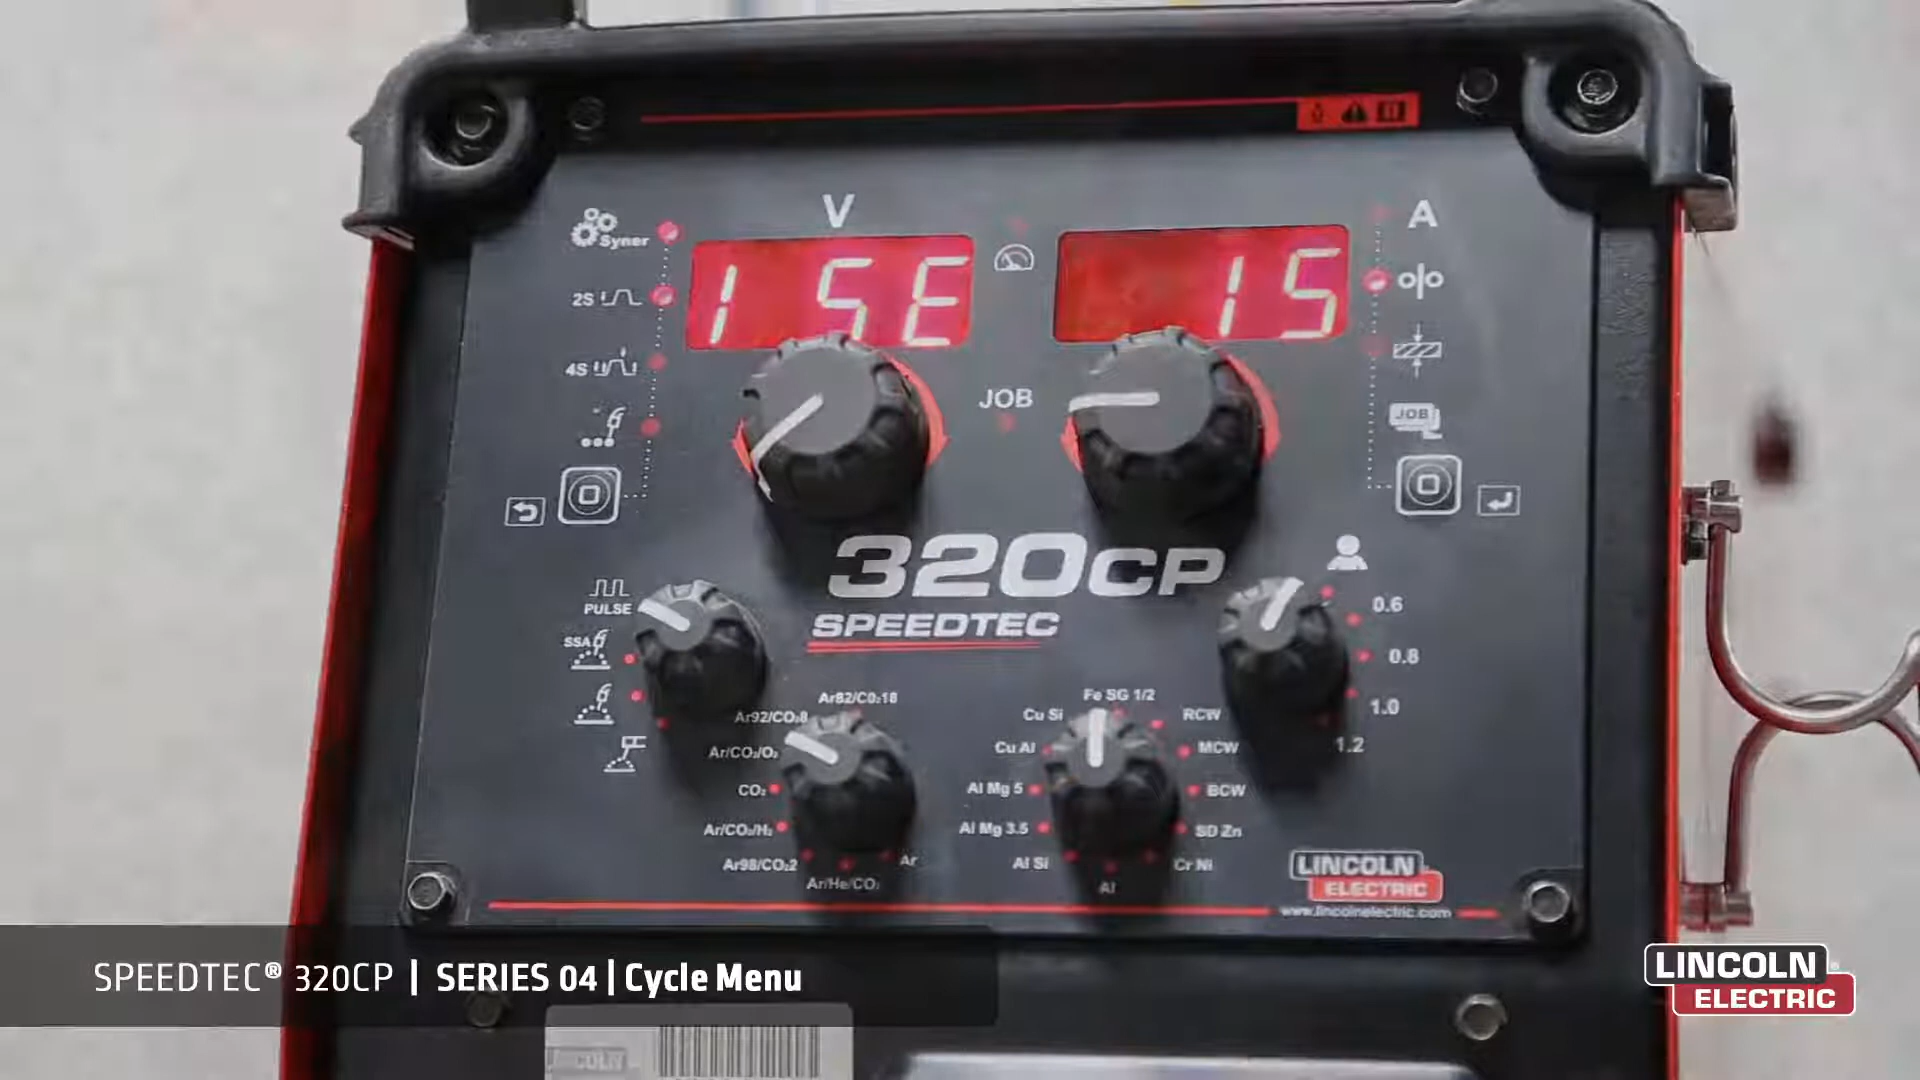 V
A
Syner
1 SE
15
2S
4S
JOB
JOB
320CP
SPEEDTEC
PULSE
SSA
0.6
0.8
1.0
1.2
Ar82/CO₂18
Ar92/CO₂8
Ar/CO₂/O₂
CO₂
Ar/CO₂/H₂
Ar98/CO₂2
Ar/He/CO₂
Ar
Fe SG 1/2
Cu Si
RCW
Cu Al
MCW
Al Mg 5
BCW
Al Mg 3.5
SD Zn
Al Si
Cr Ni
Al
LINCOLN
ELECTRIC
www.lincolnelectric.com
SPEEDTEC® 320CP | SERIES 04 | Cycle Menu
LINCOLN®
ELECTRIC